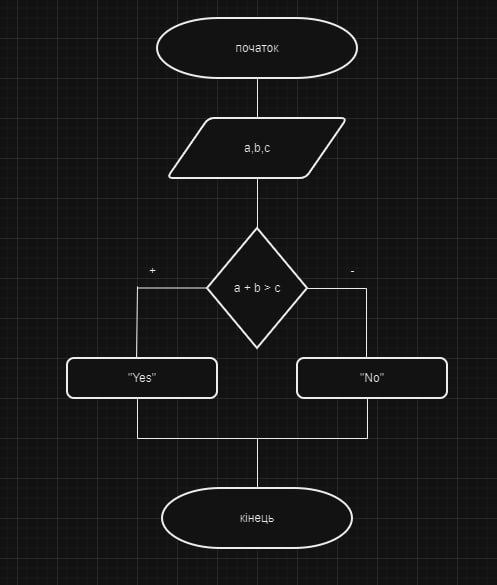 початок
a,b,c
+
-
a + b > c
"Yes"
"No"
кінець